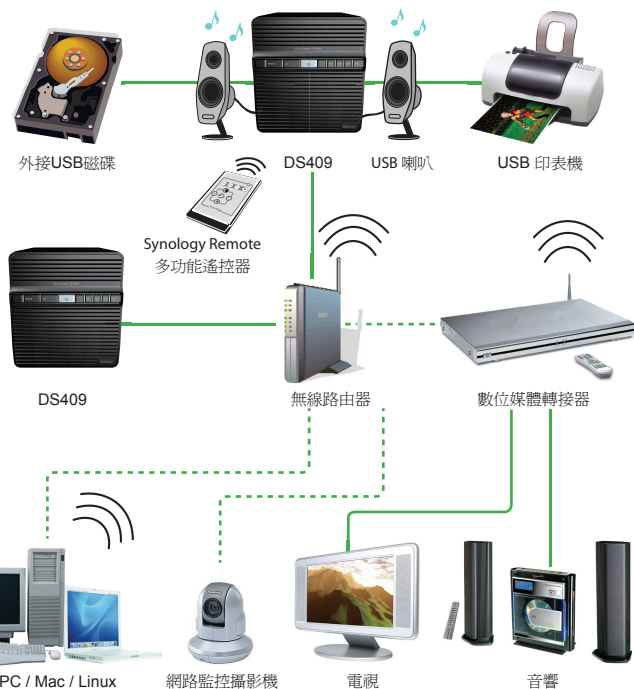 外接USB磁碟
DS409
USB 喇叭
USB 印表機
Synology Remote
多功能遙控器
DS409
無線路由器
數位媒體轉接器
PC / Mac / Linux
網路監控攝影機
電視
音響